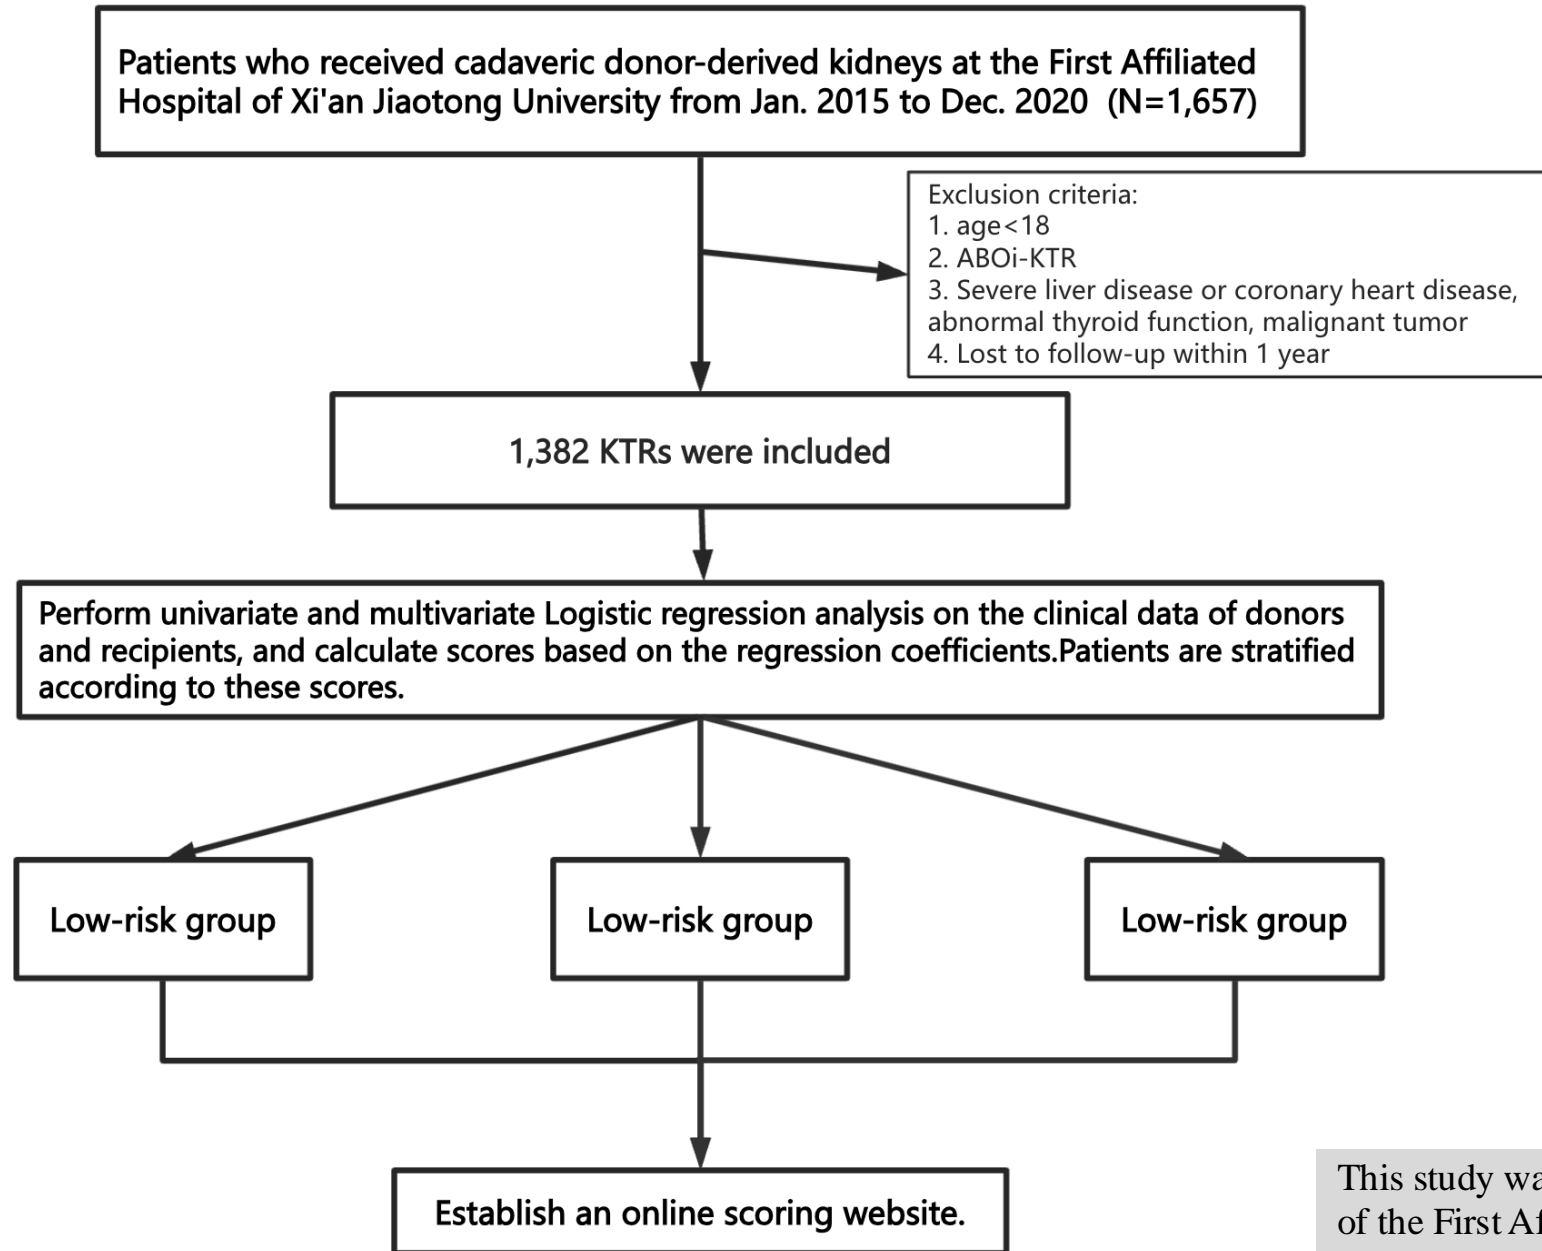 Patients who received cadaveric donor-derived kidneys at the First Affiliated
Hospital of Xi'an Jiaotong University from Jan. 2015 to Dec. 2020 (N=1,657)
Exclusion criteria:
1. age<18
2. ABOi-KTR
3. Severe liver disease or coronary heart disease,
abnormal thyroid function, malignant tumor
4. Lost to follow-up within 1 year
1,382 KTRs were included
Perform univariate and multivariate Logistic regression analysis on the clinical data of donors
and recipients, and calculate scores based on the regression coefficients.Patients are stratified
according to these scores.
Low-risk group
Low-risk group
Low-risk group
Establish an online scoring website.
This study
of the First